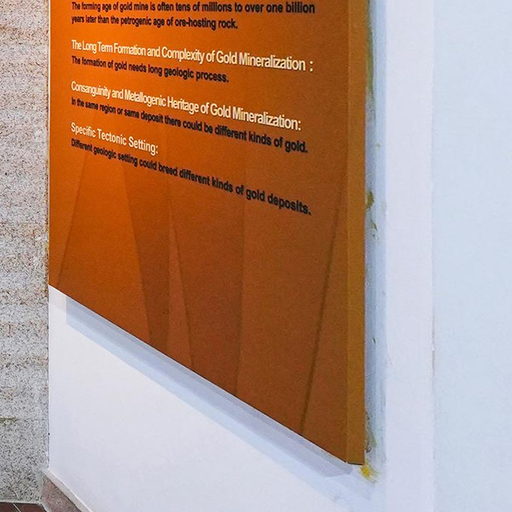 The forming age of gold mine is often tens of millions to over one billion
years later than the petrogenic age of ore-hosting rock.
The Long Term Formation and Complexity of Gold Mineralization :
The formation of gold needs long geologic process.
Consanguinity and Metallogenic Heritage of Gold Mineralization:
In the same region or same deposit there could be different kinds of gold.
Specific Tectonic Setting:
Different geologic setting could breed different kinds of gold deposits.